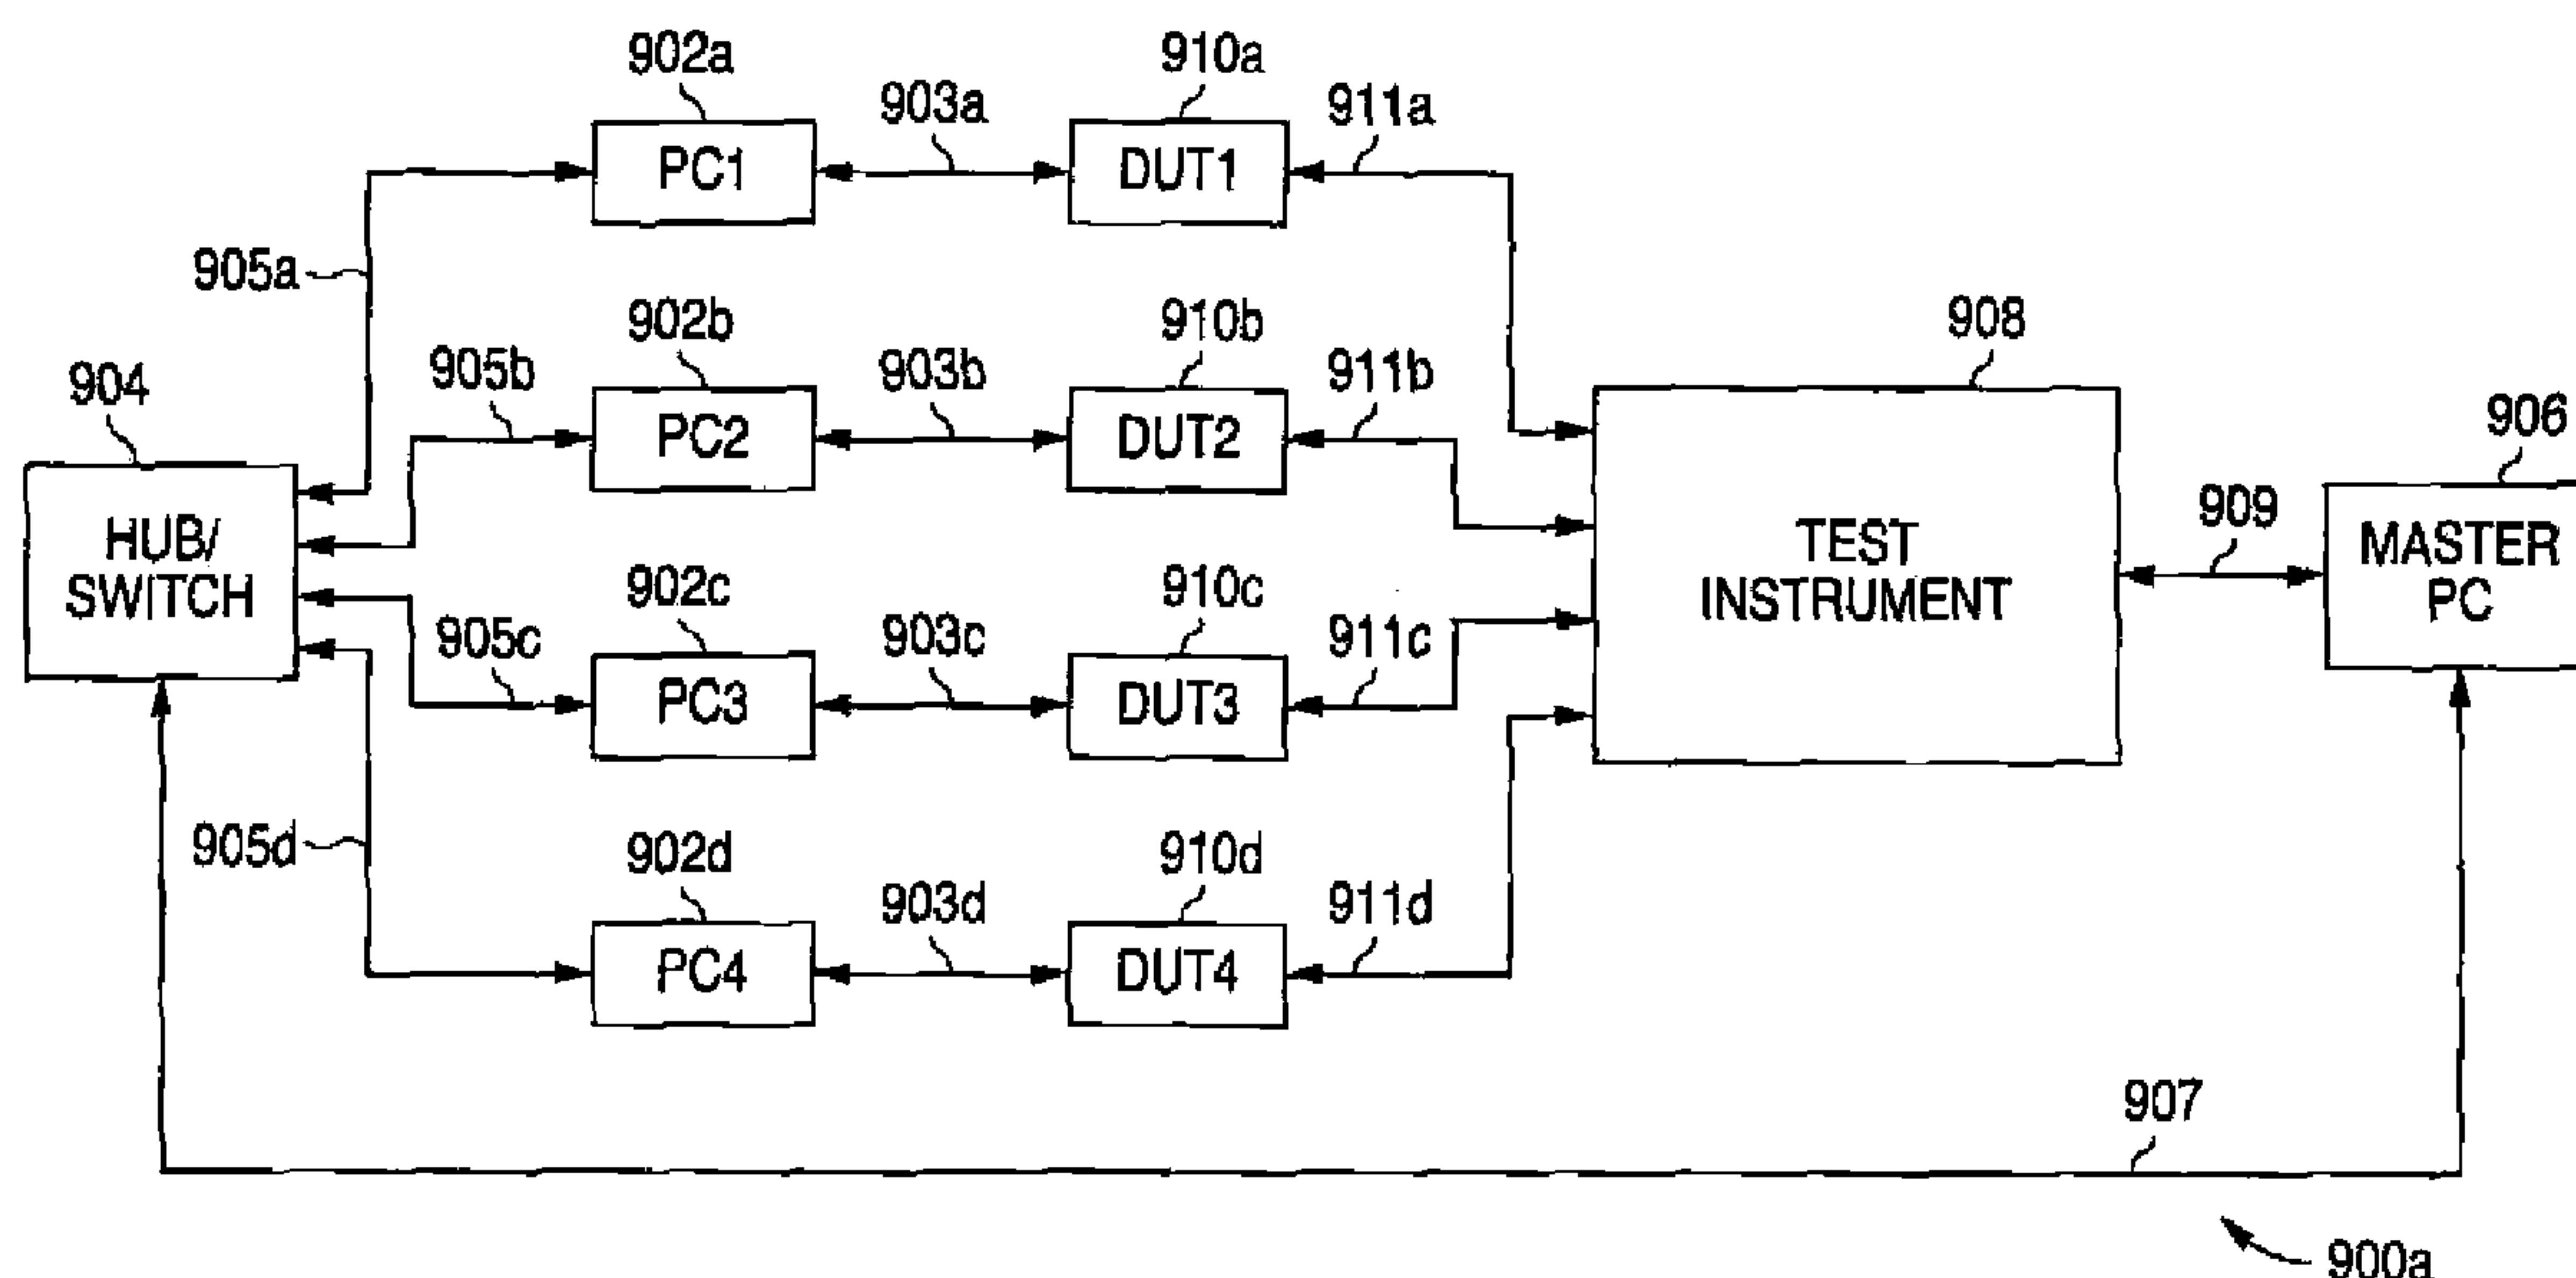 902a
910a
903a
911a
PC1
DUT1
905a
902b
910b
908
904
905b
903b
911b
906
PC2
DUT2
909
HUB/
SWITCH
TEST
INSTRUMENT
MASTER
PC
902c
910c
905c
903c
911c
PC3
DUT3
905d
902d
910d
903d
911d
PC4
DUT4
907
900a